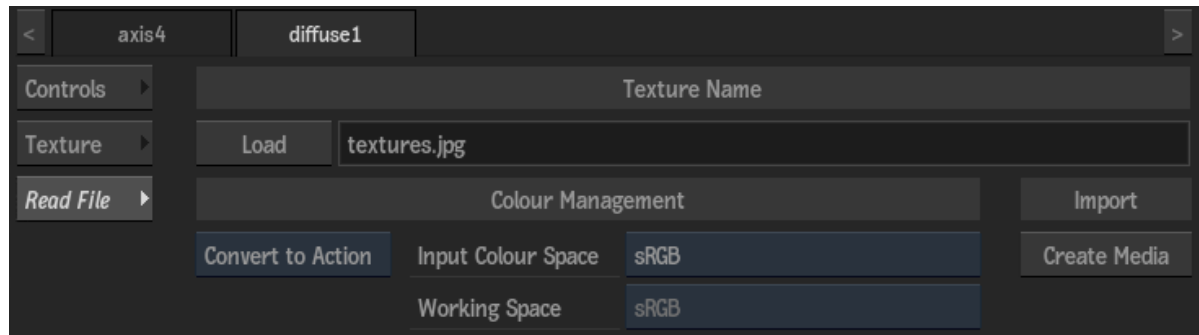 < axis4 diffuse1 >
Controls Texture Name
Texture Load textures.jpg
Read File Colour Management Import
Convert to Action Input Colour Space sRGB Create Media
Working Space sRGB